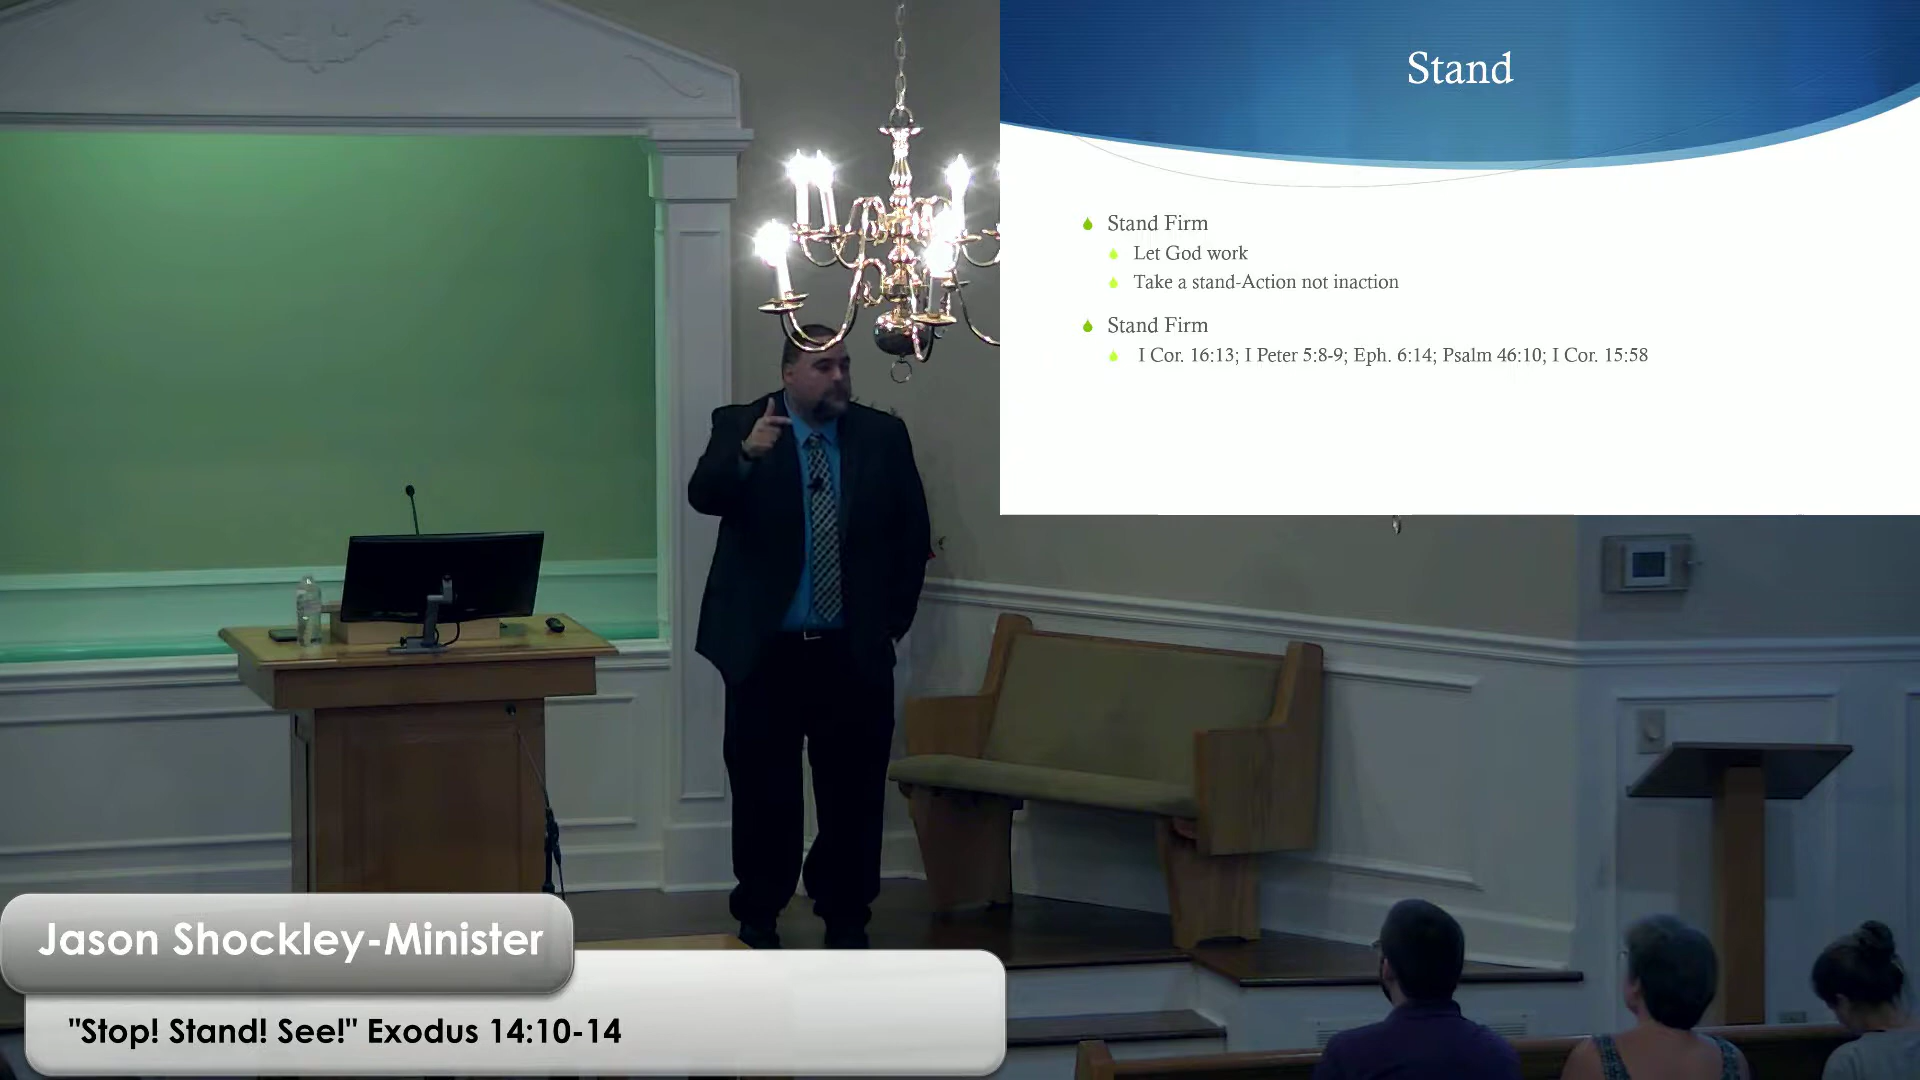 Stand
Stand Firm
Let God work
Take a stand-Action not inaction
Stand Firm
I Cor. 16:13; I Peter 5:8-9; Eph. 6:14; Psalm 46:10; I Cor. 15:58
Jason Shockley-Minister
"Stop! Stand! See!" Exodus 14:10-14